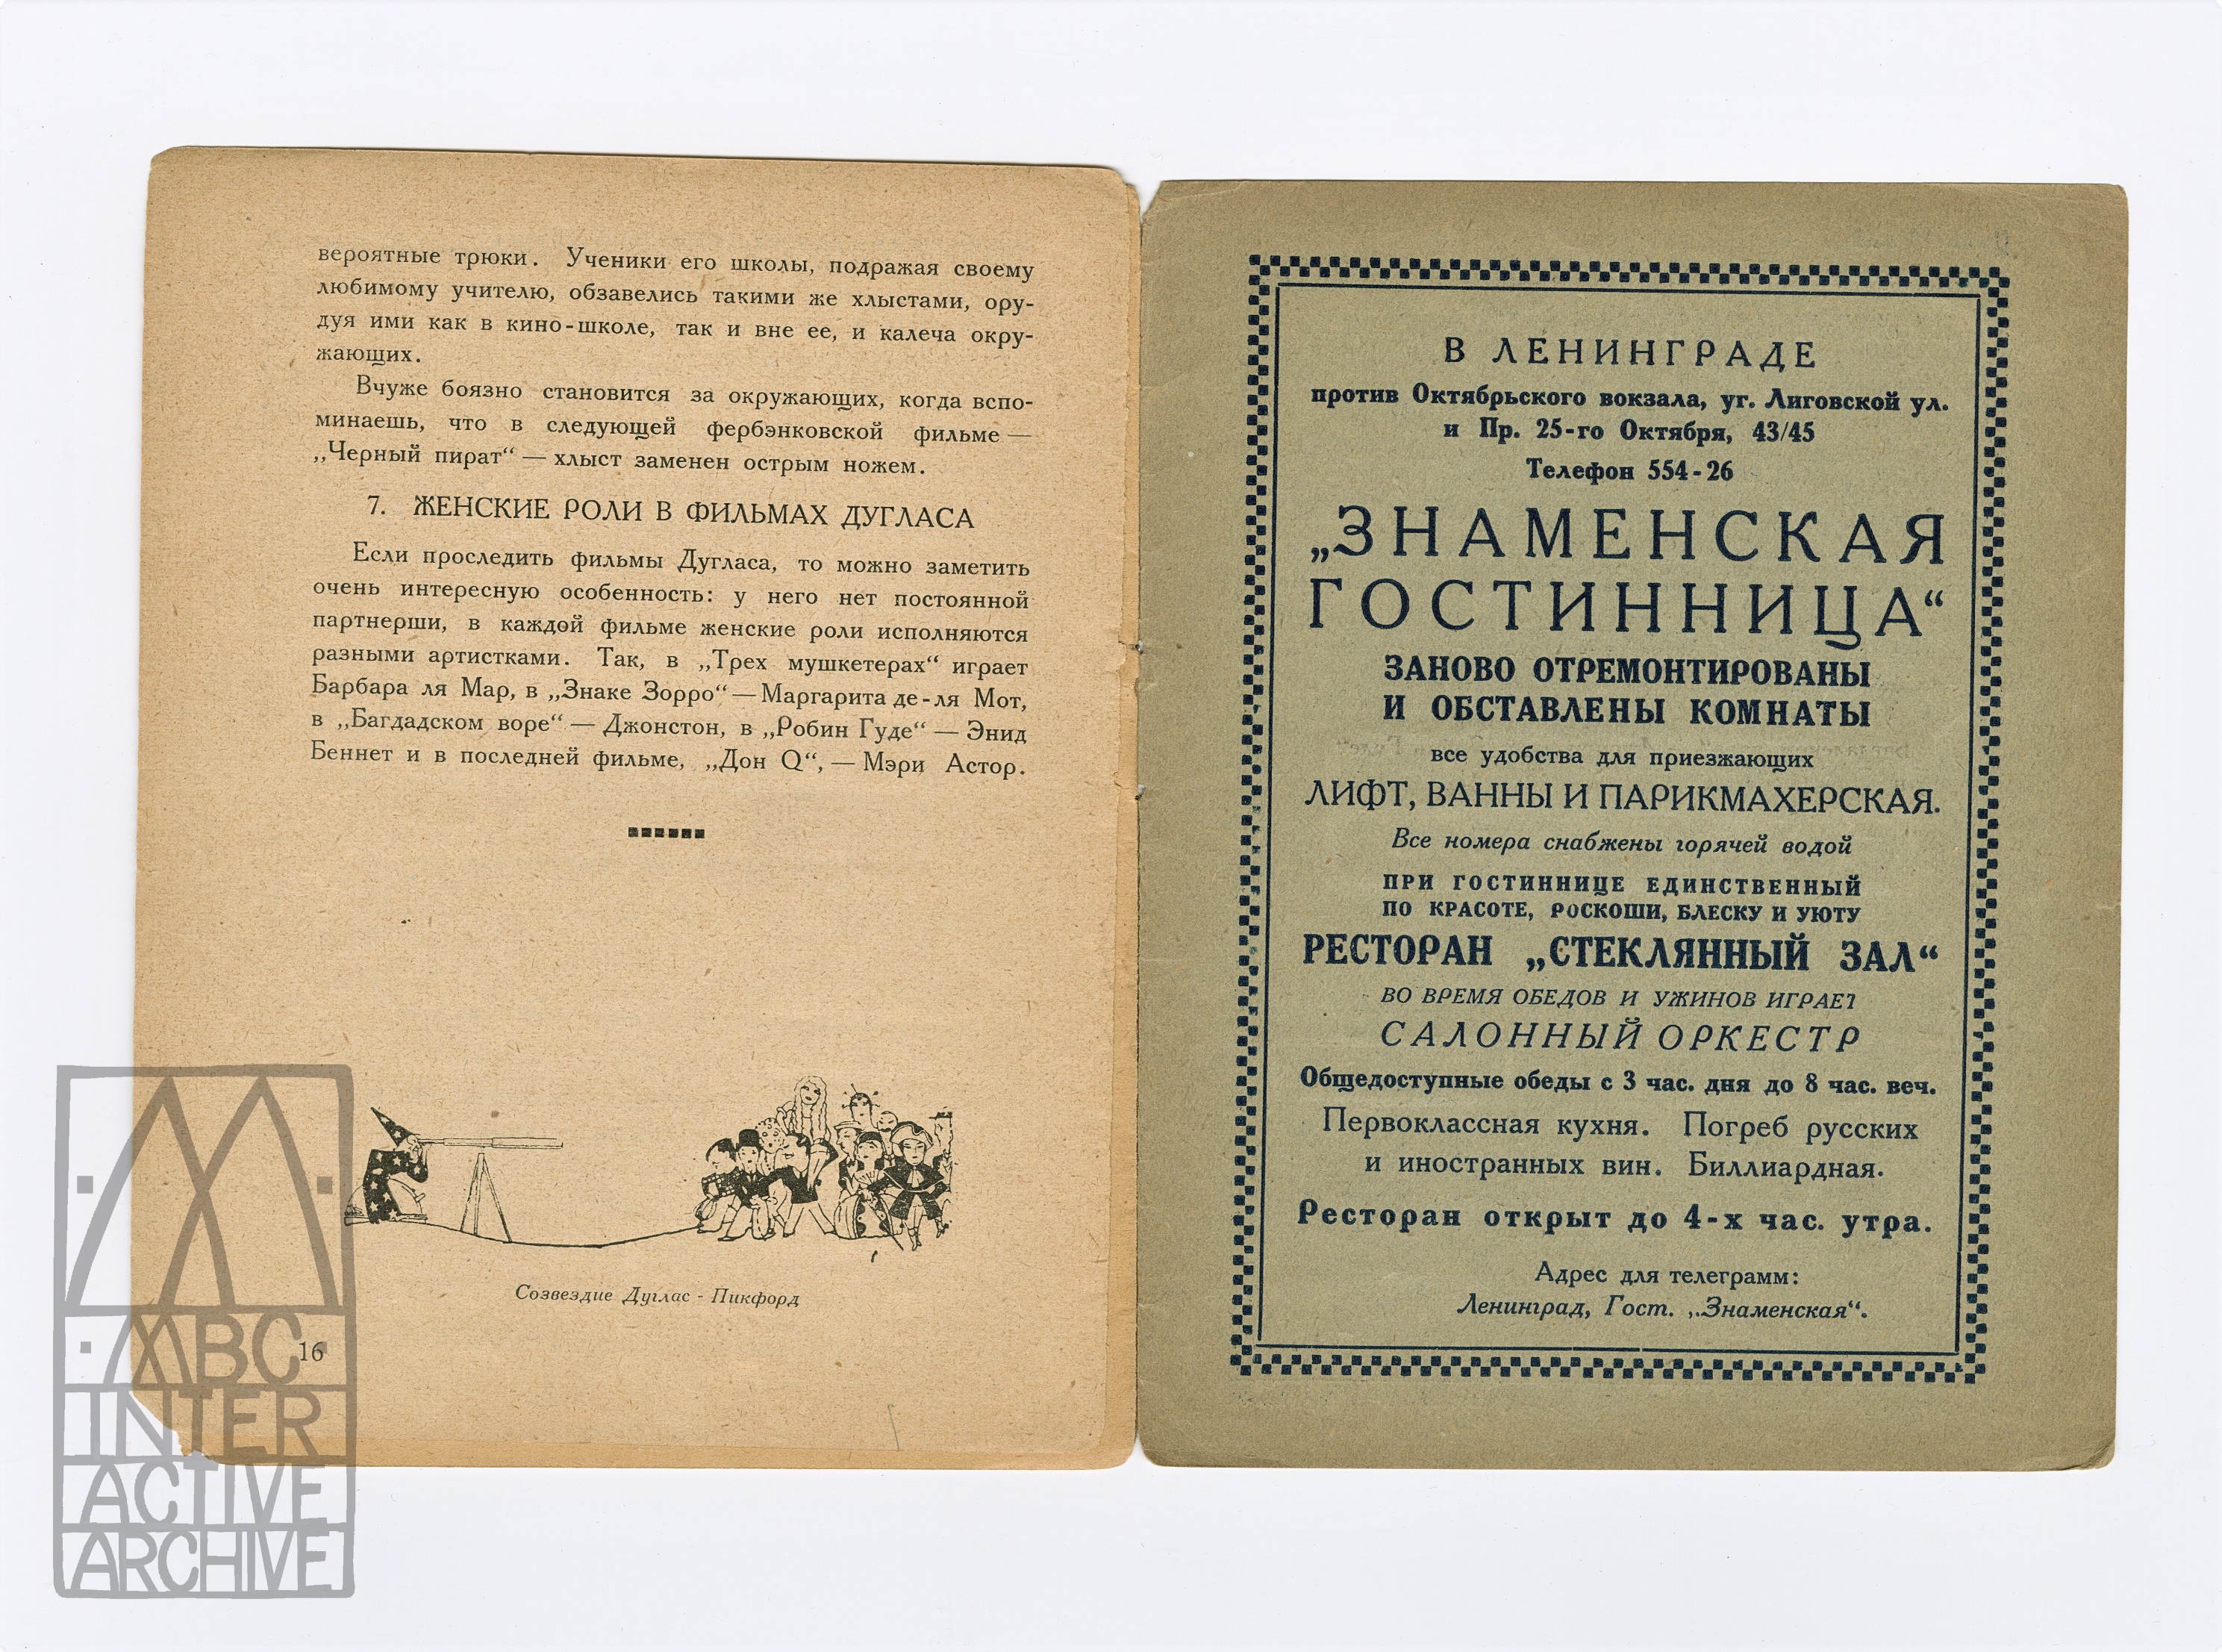 вероятные трюки. Ученики его школы, подражая своему
любимому учителю, обзавелись такими же хлыстами, ору-
дуя ими как в кино-школе, так и вне ее, и калеча окру-
жающих.
Вчуже боязно становится за окружающих, когда вспо-
минаешь, что в следующей фербэнковской фильме —
„Черный пират“ — хлыст заменен острым ножем.
7. ЖЕНСКИЕ РОЛИ В ФИЛЬМАХ ДУГЛАСА
Если проследить фильмы Дугласа, то можно заметить
очень интересную особенность: у него нет постоянной
партнерши, в каждой фильме женские роли исполняются
разными артистками. Так, в „Трех мушкетерах“ играет
Барбара ля Мар, в „Знаке Зорро“ — Маргарита де-ля Мот,
в „Багдадском воре“ — Джонстон, в „Робин Гуде“ — Энид
Беннет и в последней фильме, „Дон Q“, — Мэри Астор.
Созвездие Дуглас - Пикфорд
16
ABC
INTER
ACTIVE
ARCHIVE
В ЛЕНИНГРАДЕ
против Октябрьского вокзала, уг. Лиговской ул.
и Пр. 25-го Октября, 43/45
Телефон 554-26
„ЗНАМЕНСКАЯ
ГОСТИННИЦА“
ЗАНОВО ОТРЕМОНТИРОВАНЫ
И ОБСТАВЛЕНЫ КОМНАТЫ
все удобства для приезжающих
ЛИФТ, ВАННЫ И ПАРИКМАХЕРСКАЯ.
Все номера снабжены горячей водой
ПРИ ГОСТИННИЦЕ ЕДИНСТВЕННЫЙ
ПО КРАСОТЕ, РОСКОШИ, БЛЕСКУ И УЮТУ
РЕСТОРАН „СТЕКЛЯННЫЙ ЗАЛ“
ВО ВРЕМЯ ОБЕДОВ И УЖИНОВ ИГРАЕТ
САЛОННЫЙ ОРКЕСТР
Общедоступные обеды с 3 час. дня до 8 час. веч.
Первоклассная кухня. Погреб русских
и иностранных вин. Биллиардная.
Ресторан открыт до 4-х час. утра.
Адрес для телеграмм:
Ленинград, Гост. „Знаменская“.